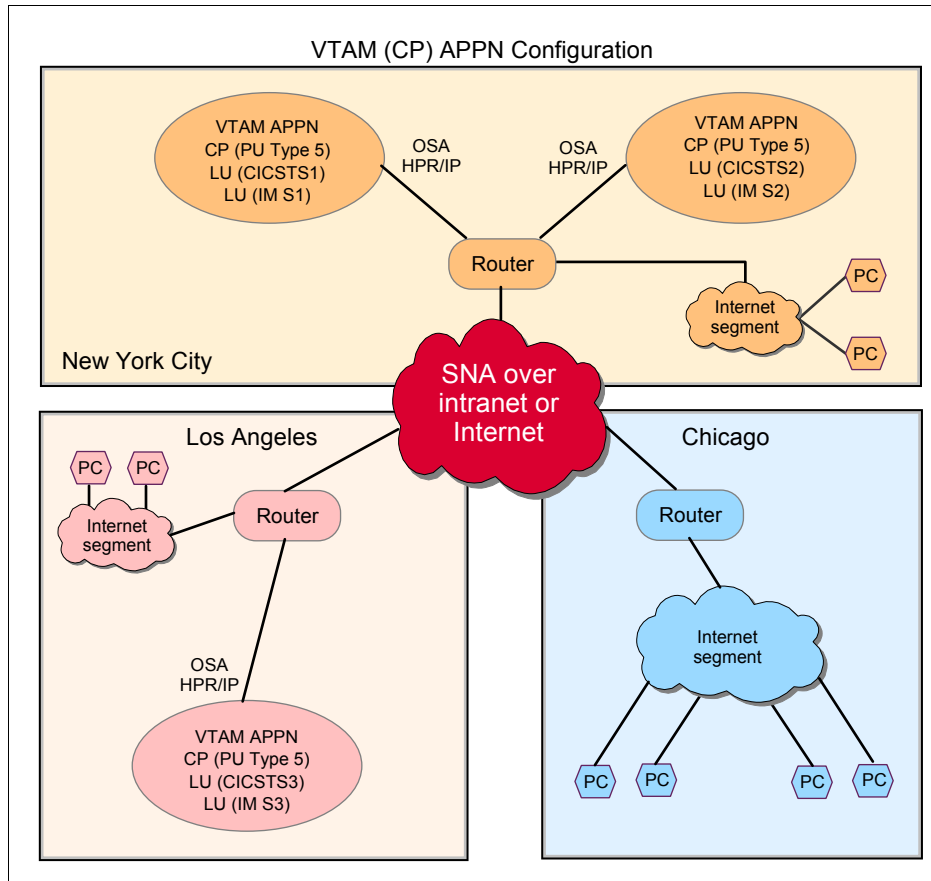 VTAM (CP) APPN Configuration
VTAM APPN
CP (PU Type 5)
LU (CICSTS1)
LU (IM S1)
OSA
HPR/IP
OSA
HPR/IP
VTAM APPN
CP (PU Type 5)
LU (CICSTS2)
LU (IM S2)
Router
Internet
segment
PC
PC
New York City
SNA over
intranet or
Internet
Los Angeles
PC
PC
Internet
segment
Router
OSA
HPR/IP
VTAM APPN
CP (PU Type 5)
LU (CICSTS3)
LU (IM S3)
Chicago
Router
Internet
segment
PC
PC
PC
PC